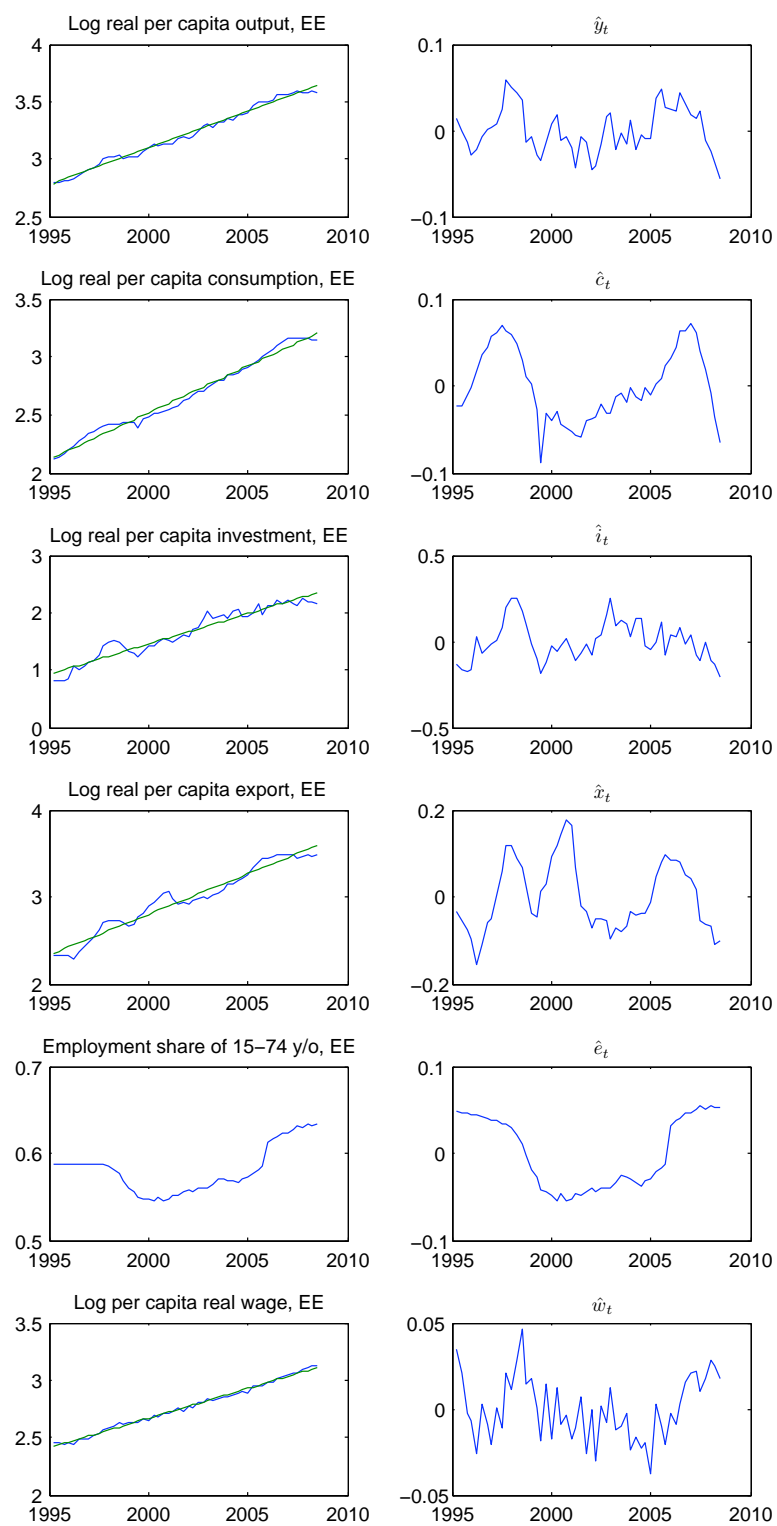 Log real per capita output, EE
4
3.5
3
2.5
1995 2000 2005 2010
ŷₜ
0.1
0
−0.1
1995 2000 2005 2010
Log real per capita consumption, EE
3.5
3
2.5
2
1995 2000 2005 2010
ĉₜ
0.1
0
−0.1
1995 2000 2005 2010
Log real per capita investment, EE
3
2
1
0
1995 2000 2005 2010
îₜ
0.5
0
−0.5
1995 2000 2005 2010
Log real per capita export, EE
4
3
2
1995 2000 2005 2010
x̂ₜ
0.2
0
−0.2
1995 2000 2005 2010
Employment share of 15−74 y/o, EE
0.7
0.6
0.5
1995 2000 2005 2010
êₜ
0.1
0
−0.1
1995 2000 2005 2010
Log per capita real wage, EE
3.5
3
2.5
2
1995 2000 2005 2010
ŵₜ
0.05
0
−0.05
1995 2000 2005 2010